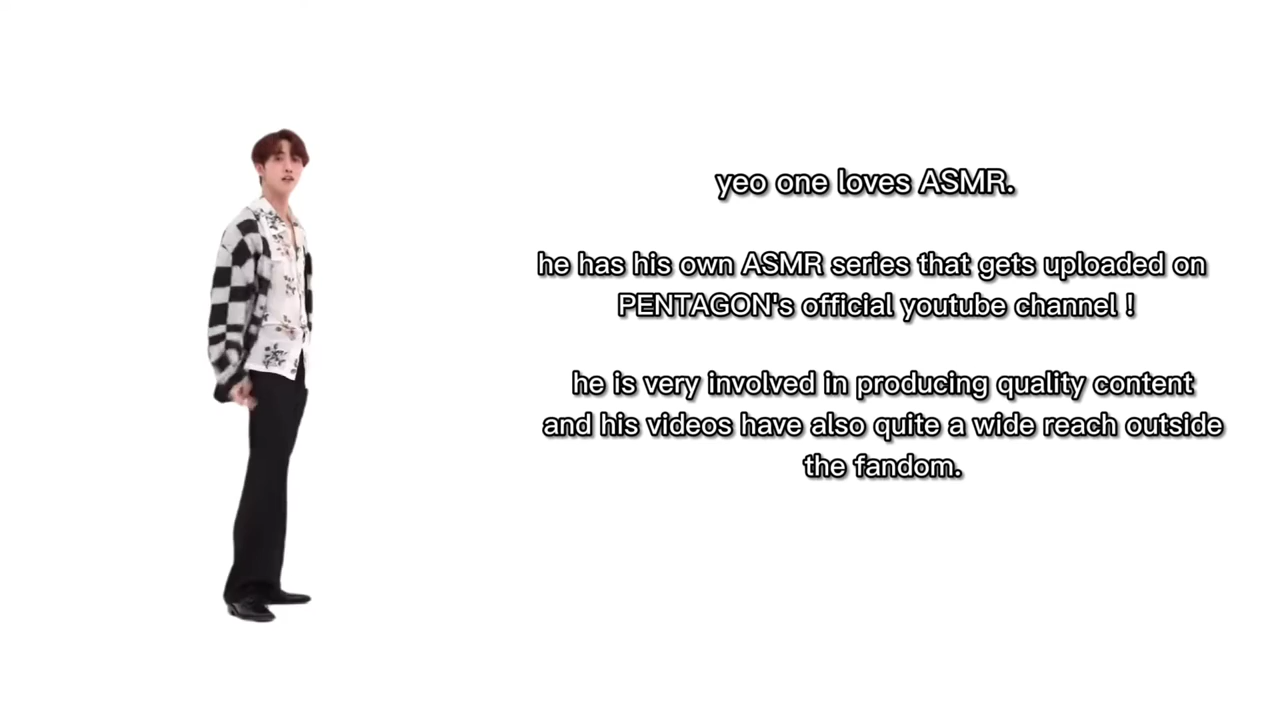 yeo one loves ASMR.
he has his own ASMR series that gets uploaded on
PENTAGON's official youtube channel !
he is very involved in producing quality content
and his videos have also quite a wide reach outside
the fandom.